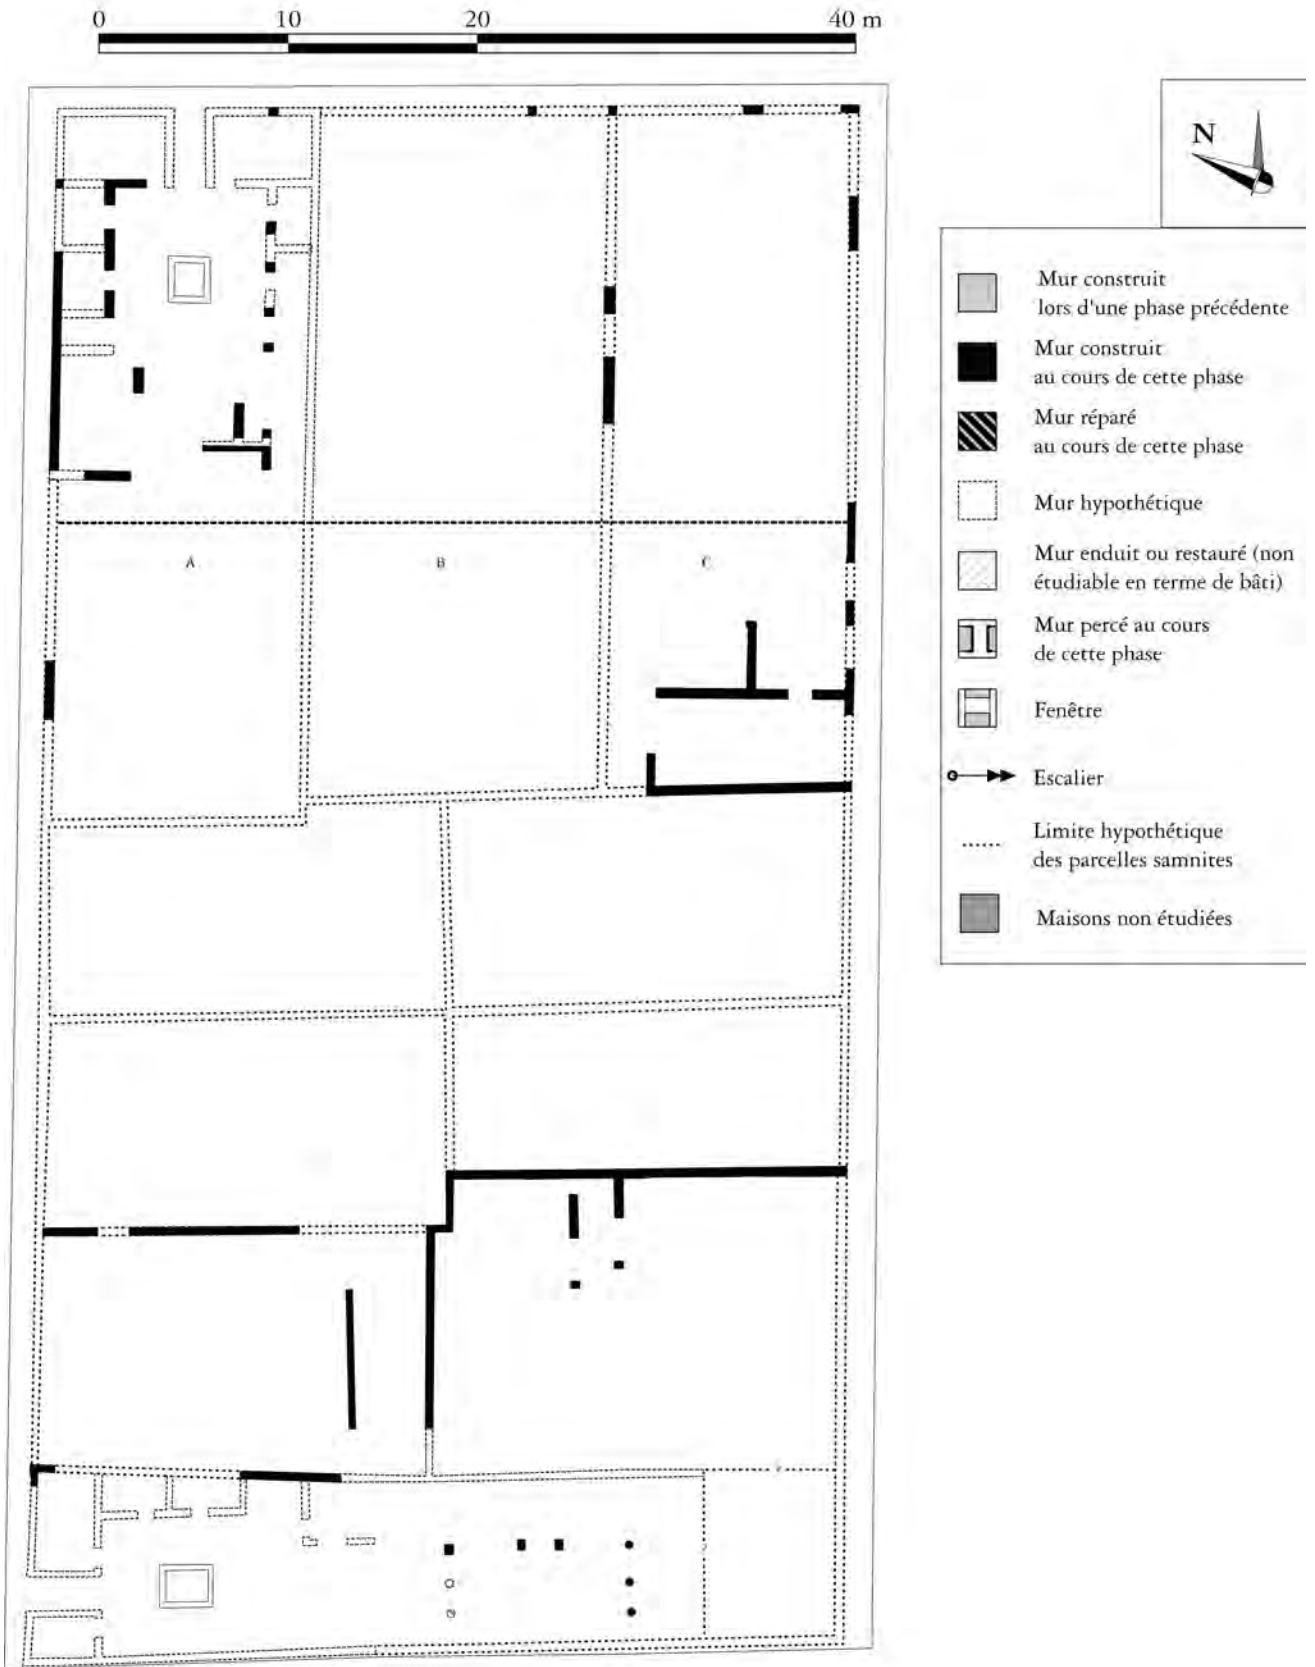 0 10 20 40 m
N
Mur construit
lors d'une phase précédente
Mur construit
au cours de cette phase
Mur réparé
au cours de cette phase
Mur hypothétique
Mur enduit ou restauré (non
étudiable en terme de bâti)
Mur percé au cours
de cette phase
Fenêtre
Escalier
Limite hypothétique
des parcelles samnites
Maisons non étudiées
A B C